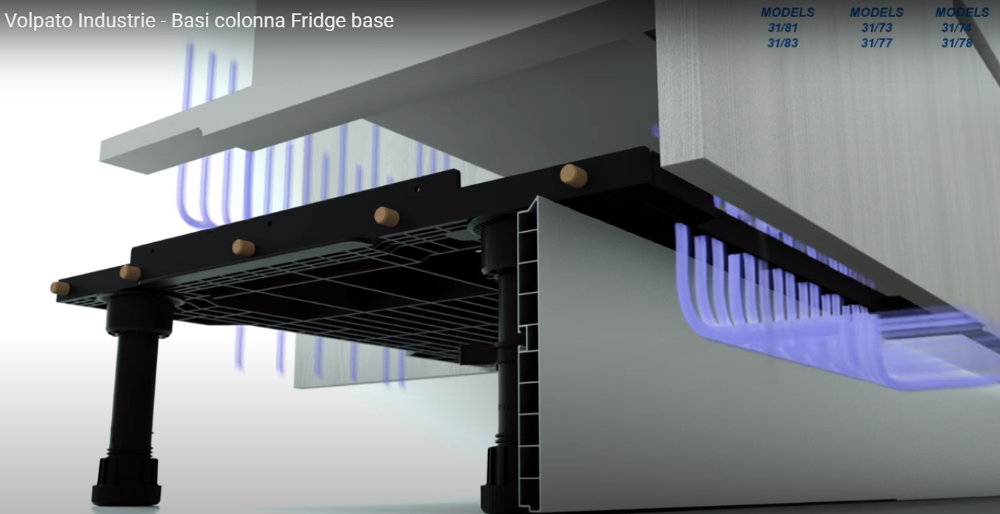 Volpato Industrie - Basi colonna Fridge base
MODELS
31/81
31/83
MODELS
31/73
31/77
MODELS
31/74
31/78